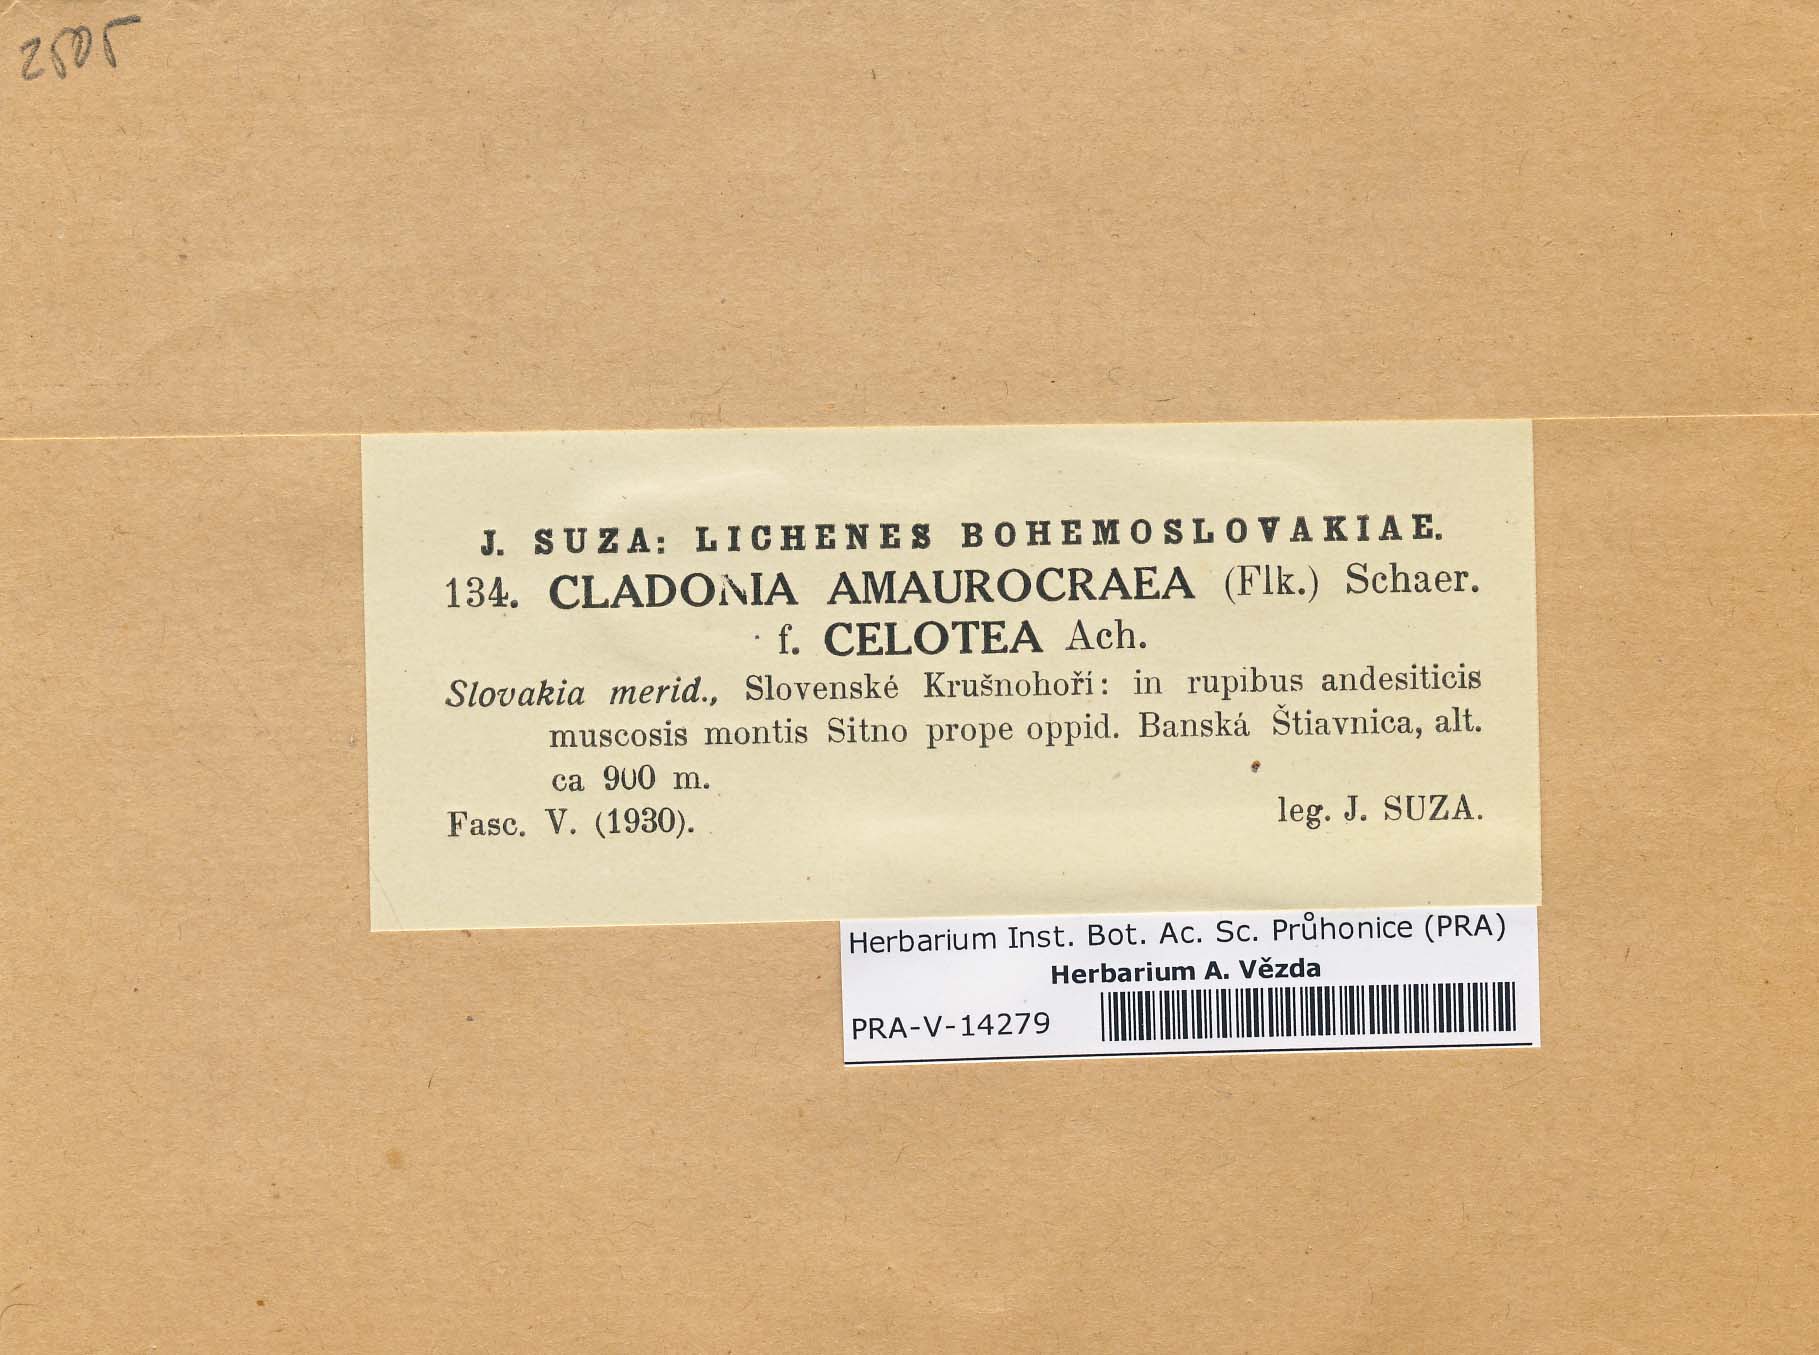 2505
J. SUZA: LICHENES BOHEMOSLOVAKIAE.
134. CLADONIA AMAUROCRAEA (Flk.) Schaer.
f. CELOTEA Ach.
Slovakia merid., Slovenské Krušnohoří: in rupibus andesiticis
muscosis montis Sitno prope oppid. Banská Štiavnica, alt.
ca 900 m.
Fasc. V. (1930). leg. J. SUZA.
Herbarium Inst. Bot. Ac. Sc. Průhonice (PRA)
Herbarium A. Vězda
PRA-V-14279